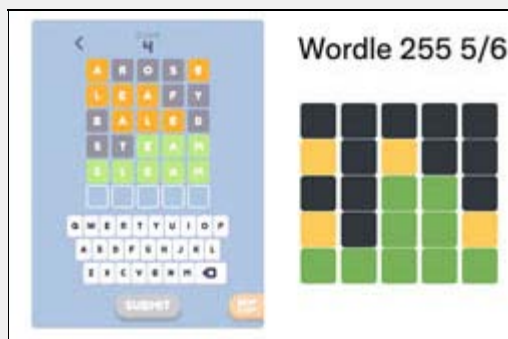 4
Wordle 255 5/6
A R O S E
L E A F Y
B A L E D
S T E A M
G L E A M
Q W E R T Y U I O P
A S D F G H J K L
Z X C V B N M
SUBMIT